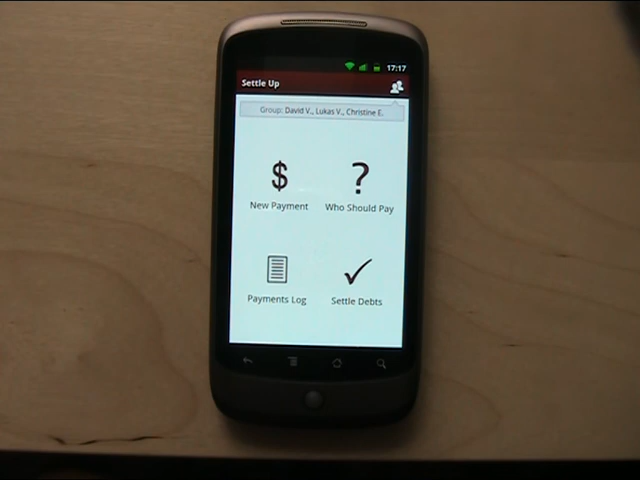 17:17
Settle Up
Group: David V., Lukas V., Christine E.
$ ?
New Payment Who Should Pay
Payments Log Settle Debts